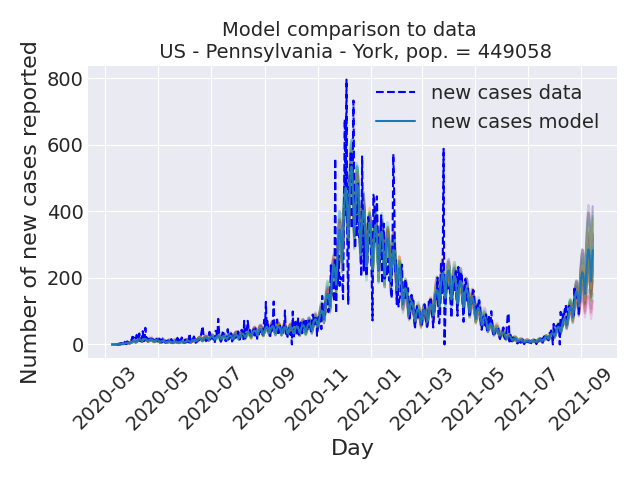 Model comparison to data
US - Pennsylvania - York, pop. = 449058
Number of new cases reported
800
600
400
200
0
new cases data
new cases model
2020-03
2020-05
2020-07
2020-09
2020-11
2021-01
2021-03
2021-05
2021-07
2021-09
Day